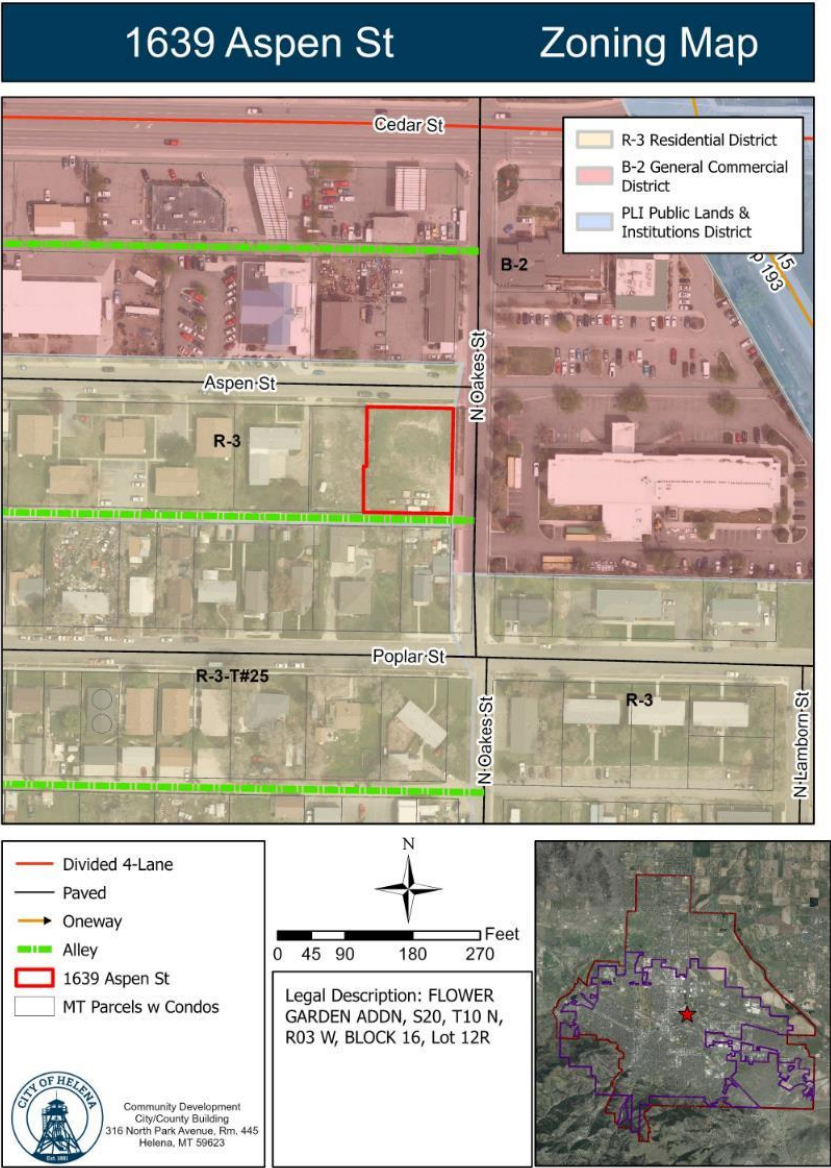 1639 Aspen St Zoning Map
Cedar St
R-3 Residential District
B-2 General Commercial
District
PLI Public Lands &
Institutions District
B-2
15
p 193
N Oakes St
Aspen St
R-3
Poplar St
R-3-T#25
R-3
N Oakes St
N Lamborn St
Divided 4-Lane
Paved
Oneway
Alley
1639 Aspen St
MT Parcels w Condos
CITY OF HELENA
Est. 1881
Community Development
City/County Building
316 North Park Avenue, Rm. 445
Helena, MT 59623
N
Feet
0 45 90 180 270
Legal Description: FLOWER
GARDEN ADDN, S20, T10 N,
R03 W, BLOCK 16, Lot 12R